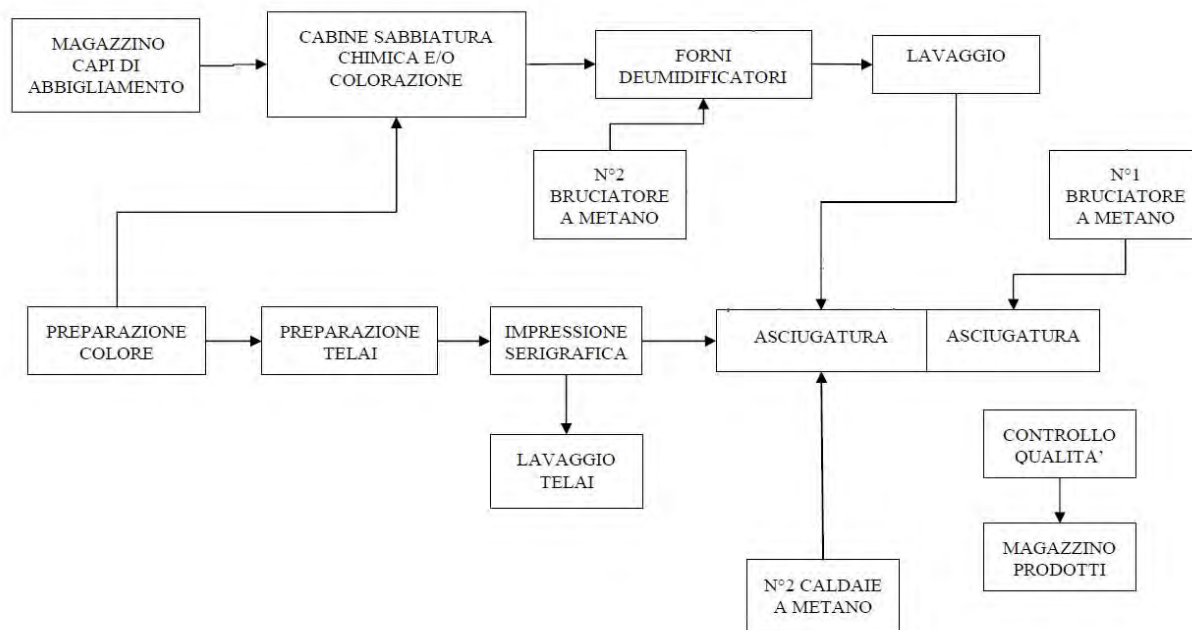 MAGAZZINO
CAPI DI
ABBIGLIAMENTO
CABINE SABBIATURA
CHIMICA E/O
COLORAZIONE
FORNI
DEUMIDIFICATORI
LAVAGGIO
N°2
BRUCIATORE
A METANO
N°1
BRUCIATORE
A METANO
PREPARAZIONE
COLORE
PREPARAZIONE
TELAI
IMPRESSIONE
SERIGRAFICA
ASCIUGATURA
ASCIUGATURA
LAVAGGIO
TELAI
CONTROLLO
QUALITA'
N°2 CALDAIE
A METANO
MAGAZZINO
PRODOTTI